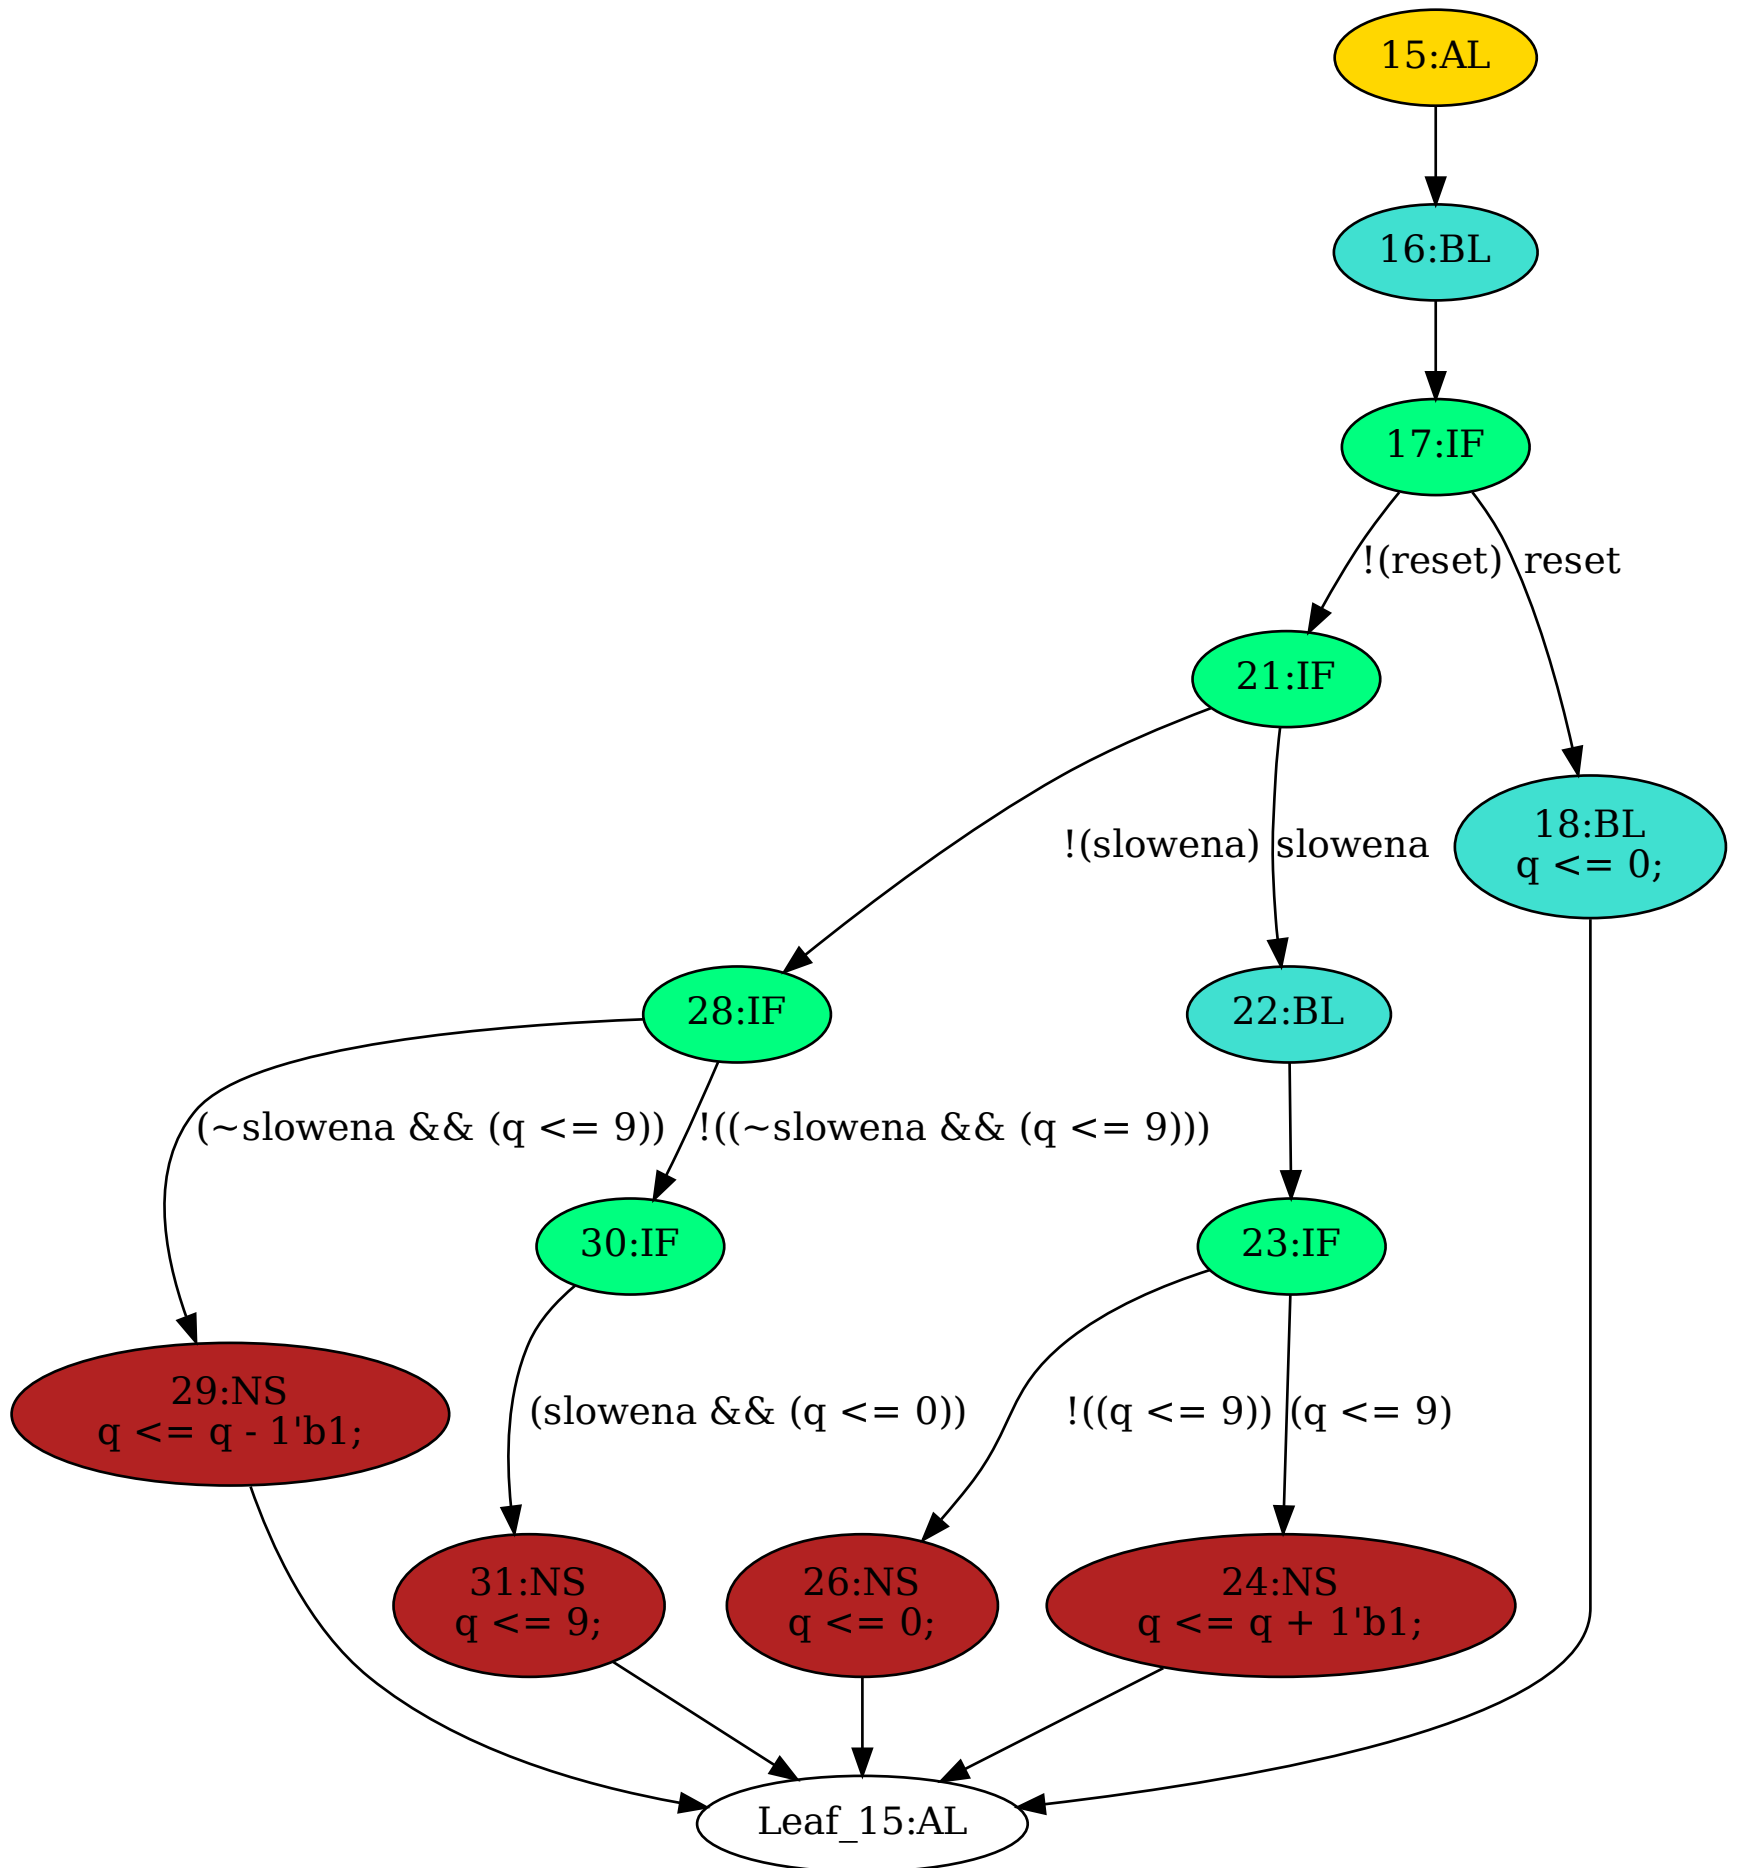 15:AL
16:BL
17:IF
!(reset)
reset
21:IF
!(slowena)
slowena
18:BL
q <= 0;
28:IF
22:BL
(~slowena && (q <= 9))
!((~slowena && (q <= 9)))
30:IF
23:IF
29:NS
q <= q - 1'b1;
(slowena && (q <= 0))
!((q <= 9))
(q <= 9)
31:NS
q <= 9;
26:NS
q <= 0;
24:NS
q <= q + 1'b1;
Leaf_15:AL